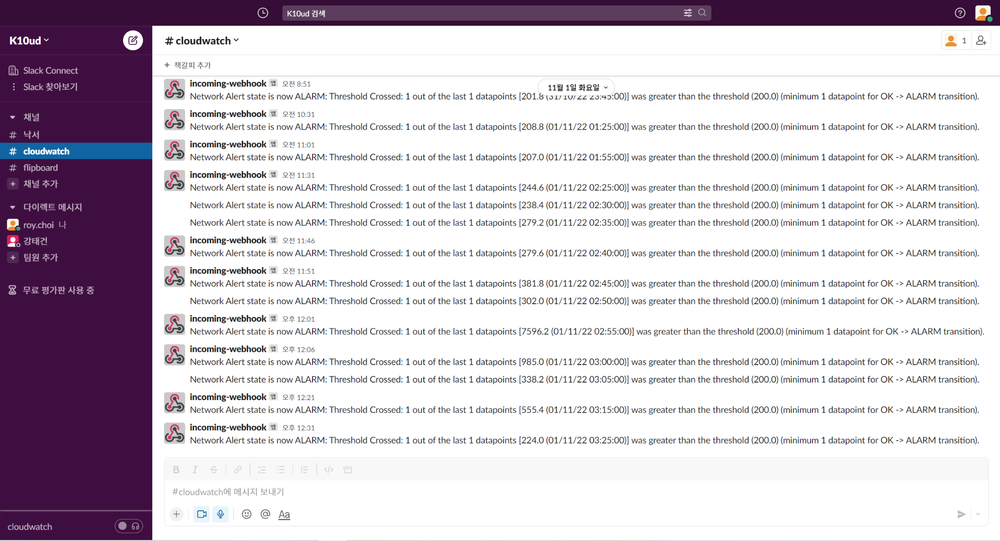 K10ud 검색
K10ud
Slack Connect
Slack 찾아보기
채널
# 낙서
# cloudwatch
# flipboard
+ 채널 추가
다이렉트 메시지
roy.choi 나
강태건
+ 팀원 추가
무료 평가판 사용 중
cloudwatch
# cloudwatch
1
+ 책갈피 추가
11월 1일 화요일
incoming-webhook 앱 오전 8:51
Network Alert state is now ALARM: Threshold Crossed: 1 out of the last 1 datapoints [201.8 (31/10/22 23:45:00)] was greater than the threshold (200.0) (minimum 1 datapoint for OK -> ALARM transition).
incoming-webhook 앱 오전 10:31
Network Alert state is now ALARM: Threshold Crossed: 1 out of the last 1 datapoints [208.8 (01/11/22 01:25:00)] was greater than the threshold (200.0) (minimum 1 datapoint for OK -> ALARM transition).
incoming-webhook 앱 오전 11:01
Network Alert state is now ALARM: Threshold Crossed: 1 out of the last 1 datapoints [207.0 (01/11/22 01:55:00)] was greater than the threshold (200.0) (minimum 1 datapoint for OK -> ALARM transition).
incoming-webhook 앱 오전 11:31
Network Alert state is now ALARM: Threshold Crossed: 1 out of the last 1 datapoints [244.6 (01/11/22 02:25:00)] was greater than the threshold (200.0) (minimum 1 datapoint for OK -> ALARM transition).
Network Alert state is now ALARM: Threshold Crossed: 1 out of the last 1 datapoints [238.4 (01/11/22 02:30:00)] was greater than the threshold (200.0) (minimum 1 datapoint for OK -> ALARM transition).
Network Alert state is now ALARM: Threshold Crossed: 1 out of the last 1 datapoints [279.2 (01/11/22 02:35:00)] was greater than the threshold (200.0) (minimum 1 datapoint for OK -> ALARM transition).
incoming-webhook 앱 오전 11:46
Network Alert state is now ALARM: Threshold Crossed: 1 out of the last 1 datapoints [279.6 (01/11/22 02:40:00)] was greater than the threshold (200.0) (minimum 1 datapoint for OK -> ALARM transition).
incoming-webhook 앱 오전 11:51
Network Alert state is now ALARM: Threshold Crossed: 1 out of the last 1 datapoints [381.8 (01/11/22 02:45:00)] was greater than the threshold (200.0) (minimum 1 datapoint for OK -> ALARM transition).
Network Alert state is now ALARM: Threshold Crossed: 1 out of the last 1 datapoints [302.0 (01/11/22 02:50:00)] was greater than the threshold (200.0) (minimum 1 datapoint for OK -> ALARM transition).
incoming-webhook 앱 오후 12:01
Network Alert state is now ALARM: Threshold Crossed: 1 out of the last 1 datapoints [7596.2 (01/11/22 02:55:00)] was greater than the threshold (200.0) (minimum 1 datapoint for OK -> ALARM transition).
incoming-webhook 앱 오후 12:06
Network Alert state is now ALARM: Threshold Crossed: 1 out of the last 1 datapoints [985.0 (01/11/22 03:00:00)] was greater than the threshold (200.0) (minimum 1 datapoint for OK -> ALARM transition).
Network Alert state is now ALARM: Threshold Crossed: 1 out of the last 1 datapoints [338.2 (01/11/22 03:05:00)] was greater than the threshold (200.0) (minimum 1 datapoint for OK -> ALARM transition).
incoming-webhook 앱 오후 12:21
Network Alert state is now ALARM: Threshold Crossed: 1 out of the last 1 datapoints [555.4 (01/11/22 03:15:00)] was greater than the threshold (200.0) (minimum 1 datapoint for OK -> ALARM transition).
incoming-webhook 앱 오후 12:31
Network Alert state is now ALARM: Threshold Crossed: 1 out of the last 1 datapoints [224.0 (01/11/22 03:25:00)] was greater than the threshold (200.0) (minimum 1 datapoint for OK -> ALARM transition).
B I S
#cloudwatch에 메시지 보내기
+ @ Aa